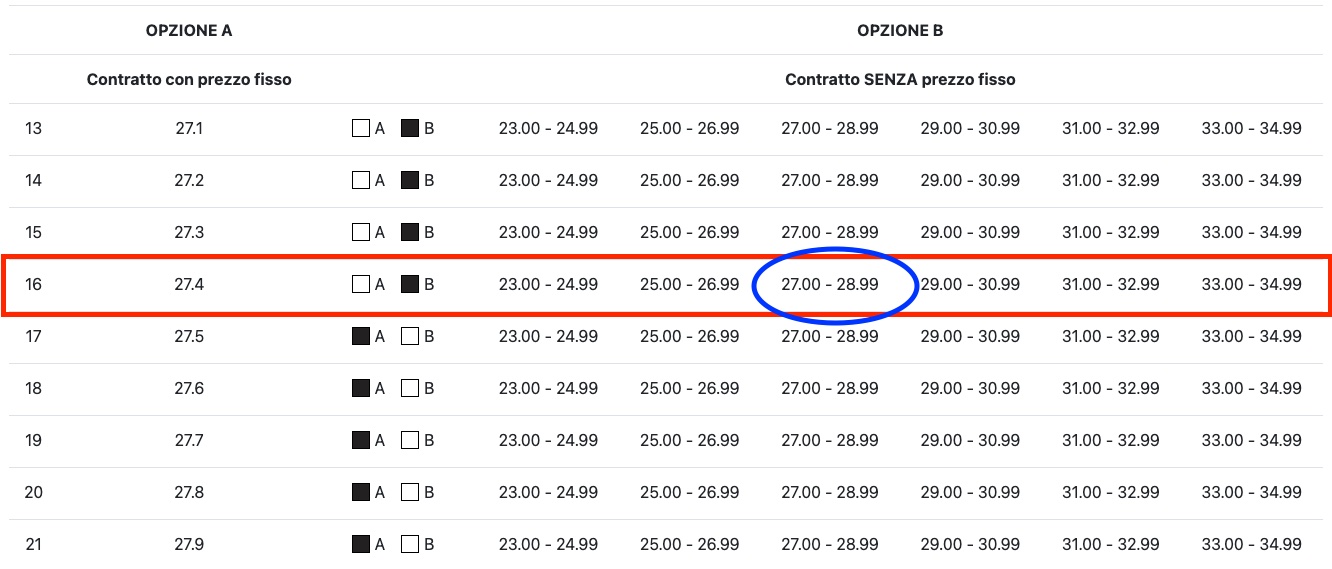 OPZIONE A OPZIONE B
Contratto con prezzo fisso Contratto SENZA prezzo fisso
13 27.1 A B 23.00 - 24.99 25.00 - 26.99 27.00 - 28.99 29.00 - 30.99 31.00 - 32.99 33.00 - 34.99
14 27.2 A B 23.00 - 24.99 25.00 - 26.99 27.00 - 28.99 29.00 - 30.99 31.00 - 32.99 33.00 - 34.99
15 27.3 A B 23.00 - 24.99 25.00 - 26.99 27.00 - 28.99 29.00 - 30.99 31.00 - 32.99 33.00 - 34.99
16 27.4 A B 23.00 - 24.99 25.00 - 26.99 27.00 - 28.99 29.00 - 30.99 31.00 - 32.99 33.00 - 34.99
17 27.5 A B 23.00 - 24.99 25.00 - 26.99 27.00 - 28.99 29.00 - 30.99 31.00 - 32.99 33.00 - 34.99
18 27.6 A B 23.00 - 24.99 25.00 - 26.99 27.00 - 28.99 29.00 - 30.99 31.00 - 32.99 33.00 - 34.99
19 27.7 A B 23.00 - 24.99 25.00 - 26.99 27.00 - 28.99 29.00 - 30.99 31.00 - 32.99 33.00 - 34.99
20 27.8 A B 23.00 - 24.99 25.00 - 26.99 27.00 - 28.99 29.00 - 30.99 31.00 - 32.99 33.00 - 34.99
21 27.9 A B 23.00 - 24.99 25.00 - 26.99 27.00 - 28.99 29.00 - 30.99 31.00 - 32.99 33.00 - 34.99